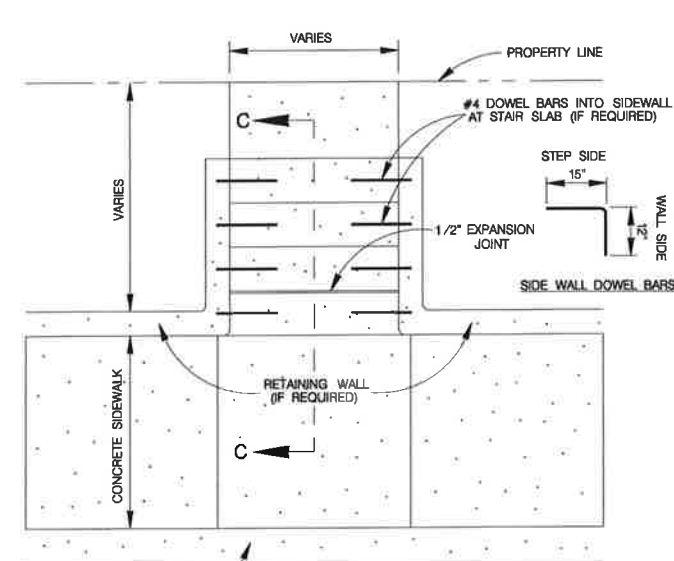 VARIES
PROPERTY LINE
#4 DOWEL BARS INTO SIDEWALL
AT STAIR SLAB (IF REQUIRED)
C
STEP SIDE
15"
WALL SIDE
12"
VARIES
1/2" EXPANSION
JOINT
SIDE WALL DOWEL BARS
RETAINING WALL
(IF REQUIRED)
CONCRETE SIDEWALK
C